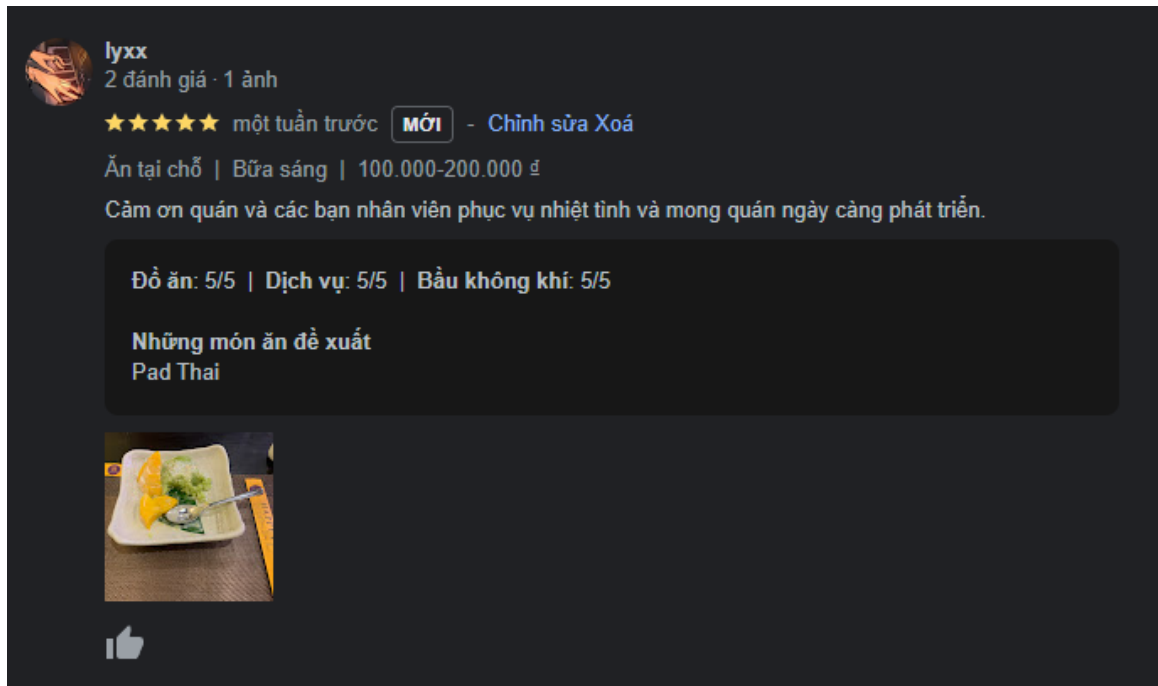 lyxx
2 đánh giá · 1 ảnh
một tuần trước MỚI - Chỉnh sửa Xoá
Ăn tại chỗ | Bữa sáng | 100.000-200.000 ₫
Cảm ơn quán và các bạn nhân viên phục vụ nhiệt tình và mong quán ngày càng phát triển.
Đồ ăn: 5/5 | Dịch vụ: 5/5 | Bầu không khí: 5/5
Những món ăn đề xuất
Pad Thai